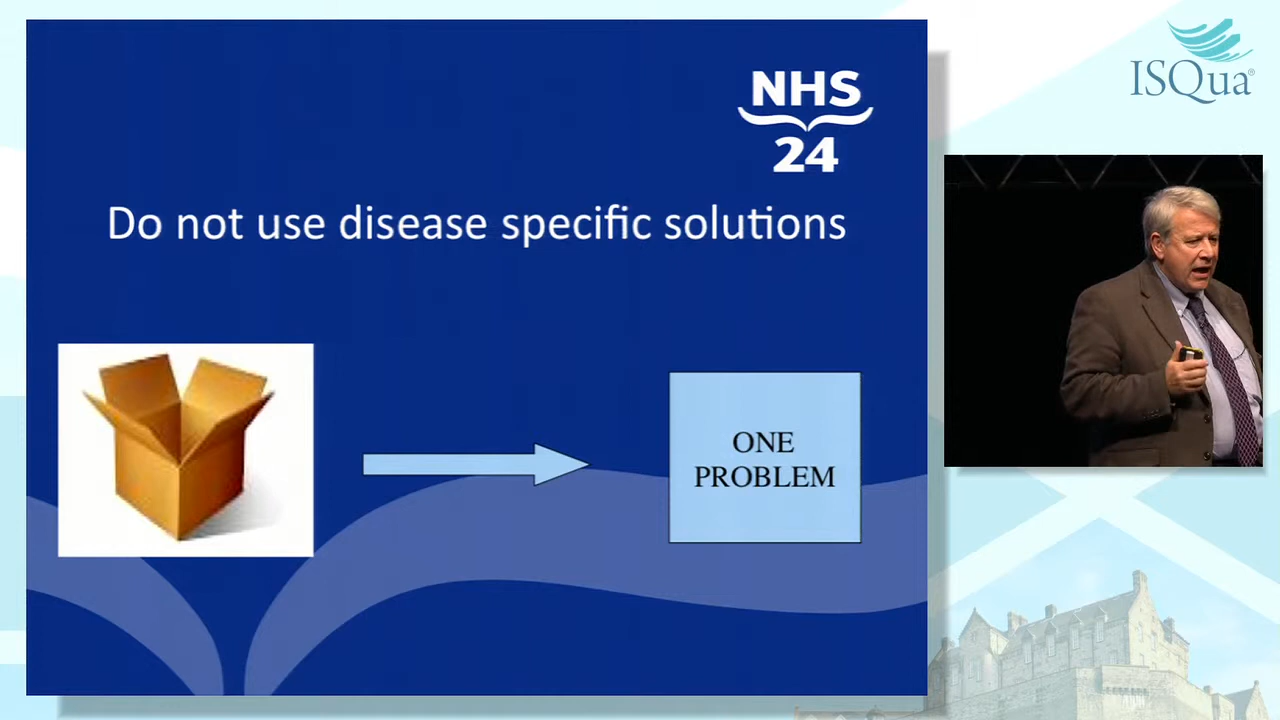 NHS
24
Do not use disease specific solutions
ONE
PROBLEM
ISQua®